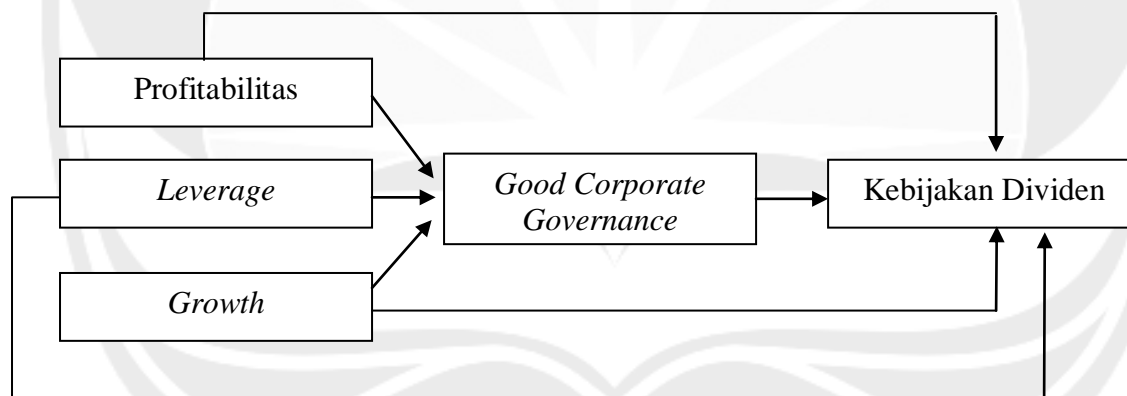 Profitabilitas
Leverage
Good Corporate
Governance
Kebijakan Dividen
Growth